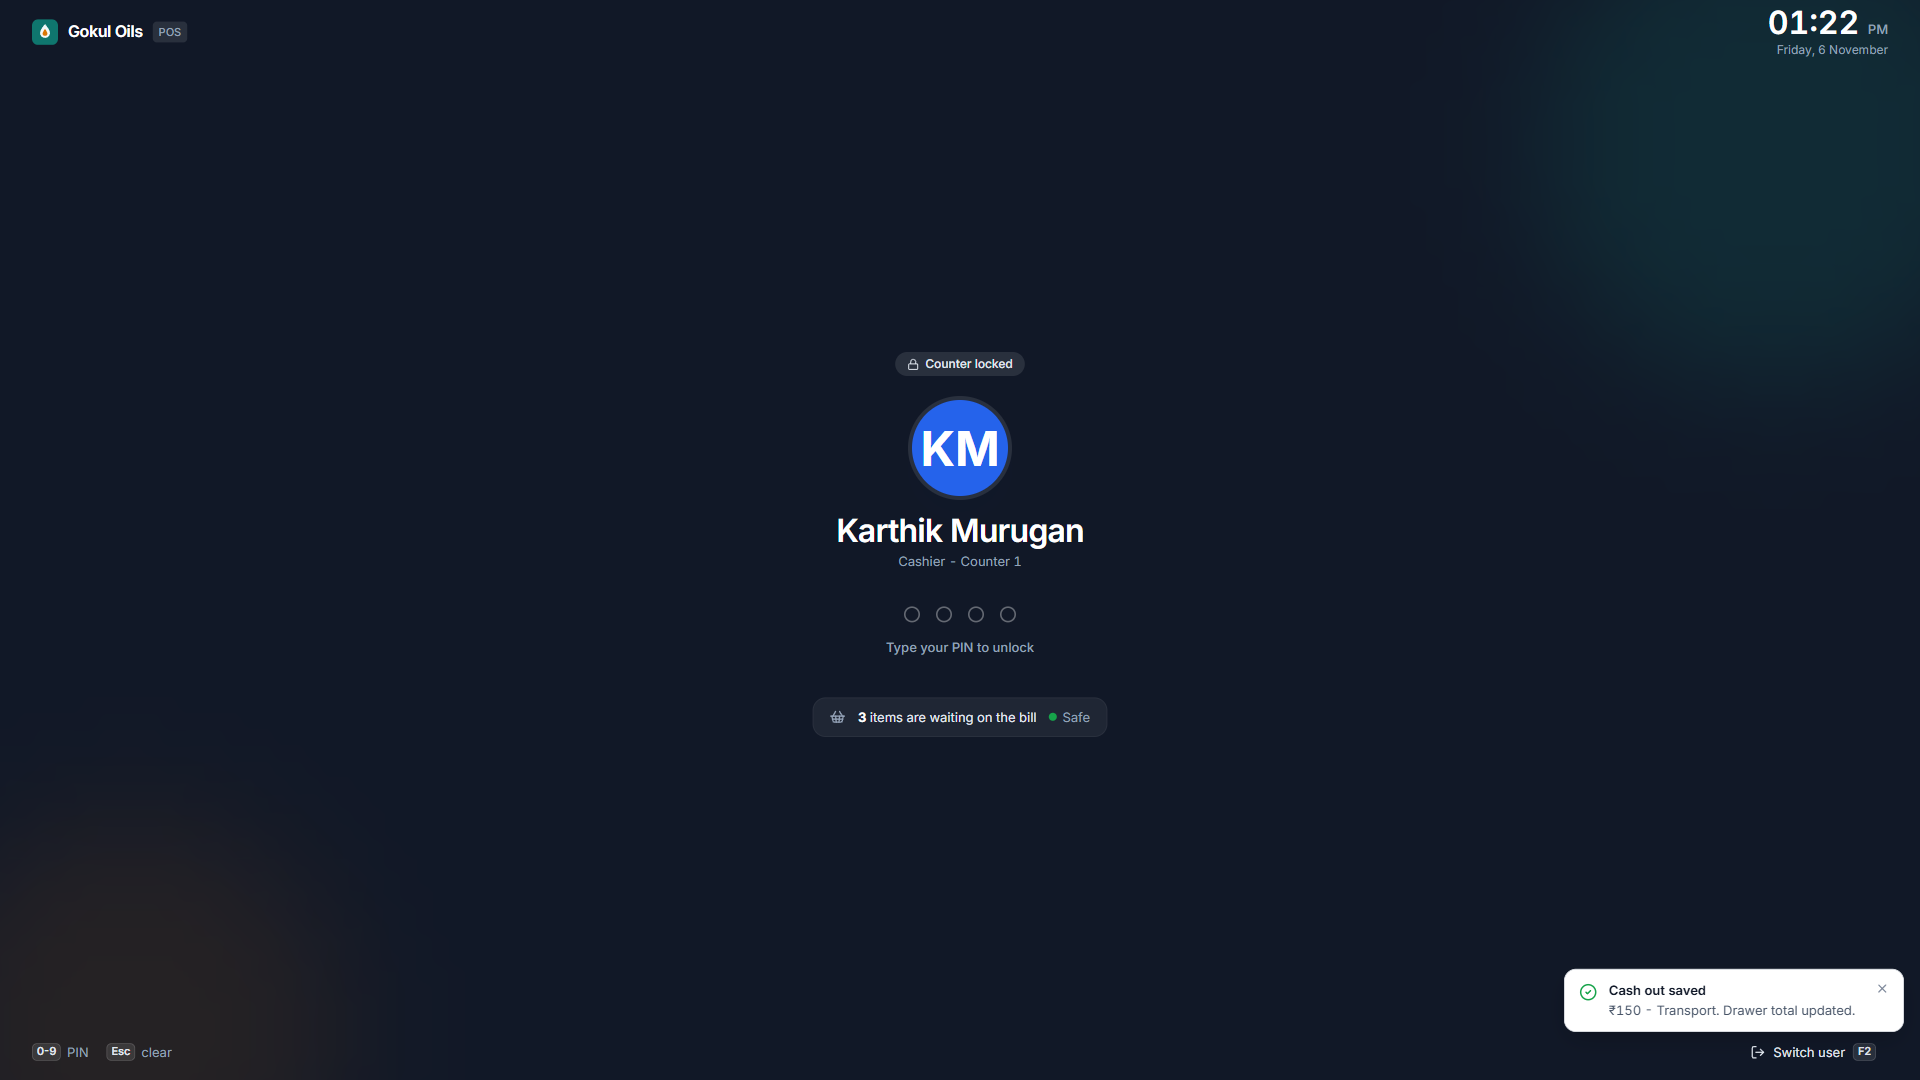 Gokul Oils POS
01:22 PM
Friday, 6 November
Counter locked
KM
Karthik Murugan
Cashier - Counter 1
Type your PIN to unlock
3 items are waiting on the bill Safe
Cash out saved
₹150 - Transport. Drawer total updated.
0-9 PIN Esc clear
Switch user F2